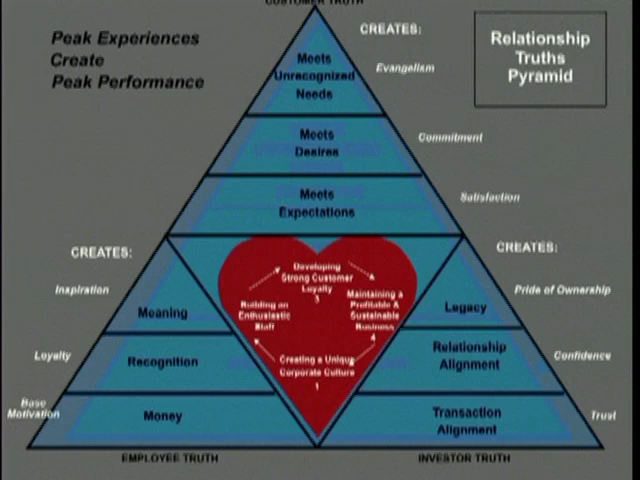 CUSTOMER TRUTH
Peak Experiences
Create
Peak Performance
CREATES:
Relationship
Truths
Pyramid
Meets
Unrecognized
Needs
Evangelism
Meets
Desires
Commitment
Meets
Expectations
Satisfaction
CREATES:
CREATES:
Inspiration
Meaning
Developing
Strong Customer
Loyalty
3
Building an
Enthusiastic
Staff
Maintaining a
Profitable &
Sustainable
Business
Creating a Unique
Corporate Culture
1
Legacy
Pride of Ownership
Loyalty
Recognition
Relationship
Alignment
Confidence
Base
Motivation
Money
Transaction
Alignment
Trust
EMPLOYEE TRUTH
INVESTOR TRUTH